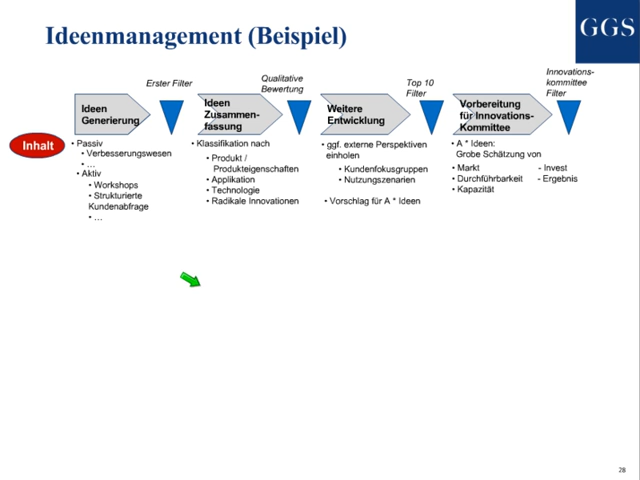 Ideenmanagement (Beispiel)
GGS
Erster Filter
Qualitative
Bewertung
Top 10
Filter
Innovations-
kommittee
Filter
Ideen
Generierung
Ideen
Zusammen-
fassung
Weitere
Entwicklung
Vorbereitung
für Innovations-
Kommittee
Inhalt
• Passiv
• Verbesserungswesen
• ...
• Aktiv
• Workshops
• Strukturierte
Kundenabfrage
• ...
• Klassifikation nach
• Produkt /
Produkteigenschaften
• Applikation
• Technologie
• Radikale Innovationen
• ggf. externe Perspektiven
einholen
• Kundenfokusgruppen
• Nutzungszenarien
• Vorschlag für A * Ideen
• A * Ideen:
Grobe Schätzung von
• Markt - Invest
• Durchführbarkeit - Ergebnis
• Kapazität
28